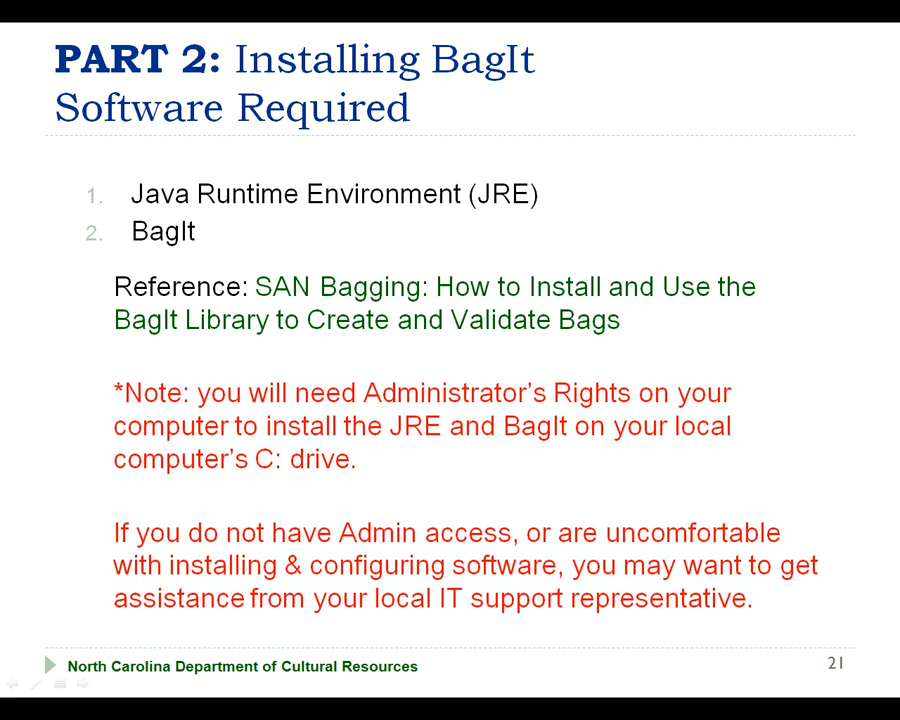 PART 2: Installing BagIt
Software Required
1. Java Runtime Environment (JRE)
2. BagIt
Reference: SAN Bagging: How to Install and Use the
BagIt Library to Create and Validate Bags
*Note: you will need Administrator’s Rights on your
computer to install the JRE and BagIt on your local
computer’s C: drive.
If you do not have Admin access, or are uncomfortable
with installing & configuring software, you may want to get
assistance from your local IT support representative.
North Carolina Department of Cultural Resources
21